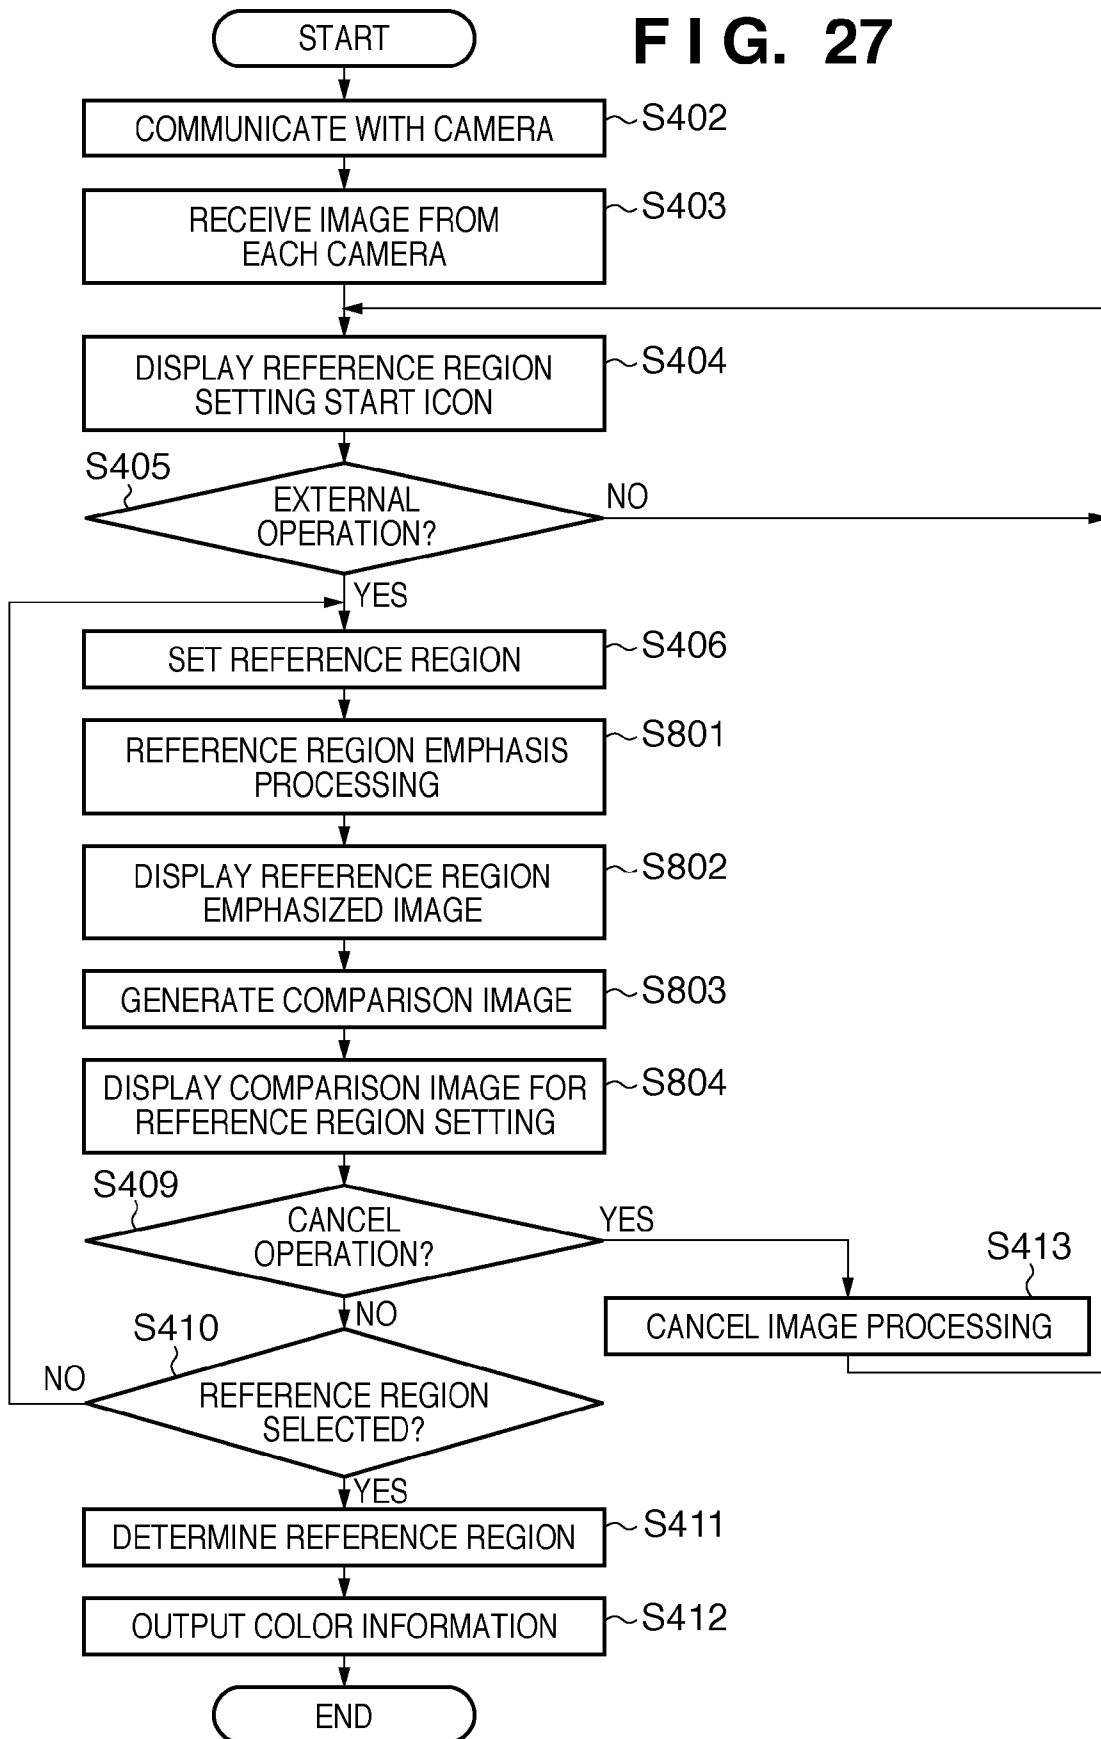 FIG. 27
START
COMMUNICATE WITH CAMERA
S402
RECEIVE IMAGE FROM
EACH CAMERA
S403
DISPLAY REFERENCE REGION
SETTING START ICON
S404
S405
EXTERNAL
OPERATION?
NO
YES
SET REFERENCE REGION
S406
REFERENCE REGION EMPHASIS
PROCESSING
S801
DISPLAY REFERENCE REGION
EMPHASIZED IMAGE
S802
GENERATE COMPARISON IMAGE
S803
DISPLAY COMPARISON IMAGE FOR
REFERENCE REGION SETTING
S804
S409
CANCEL
OPERATION?
YES
S413
CANCEL IMAGE PROCESSING
NO
S410
REFERENCE REGION
SELECTED?
NO
YES
DETERMINE REFERENCE REGION
S411
OUTPUT COLOR INFORMATION
S412
END